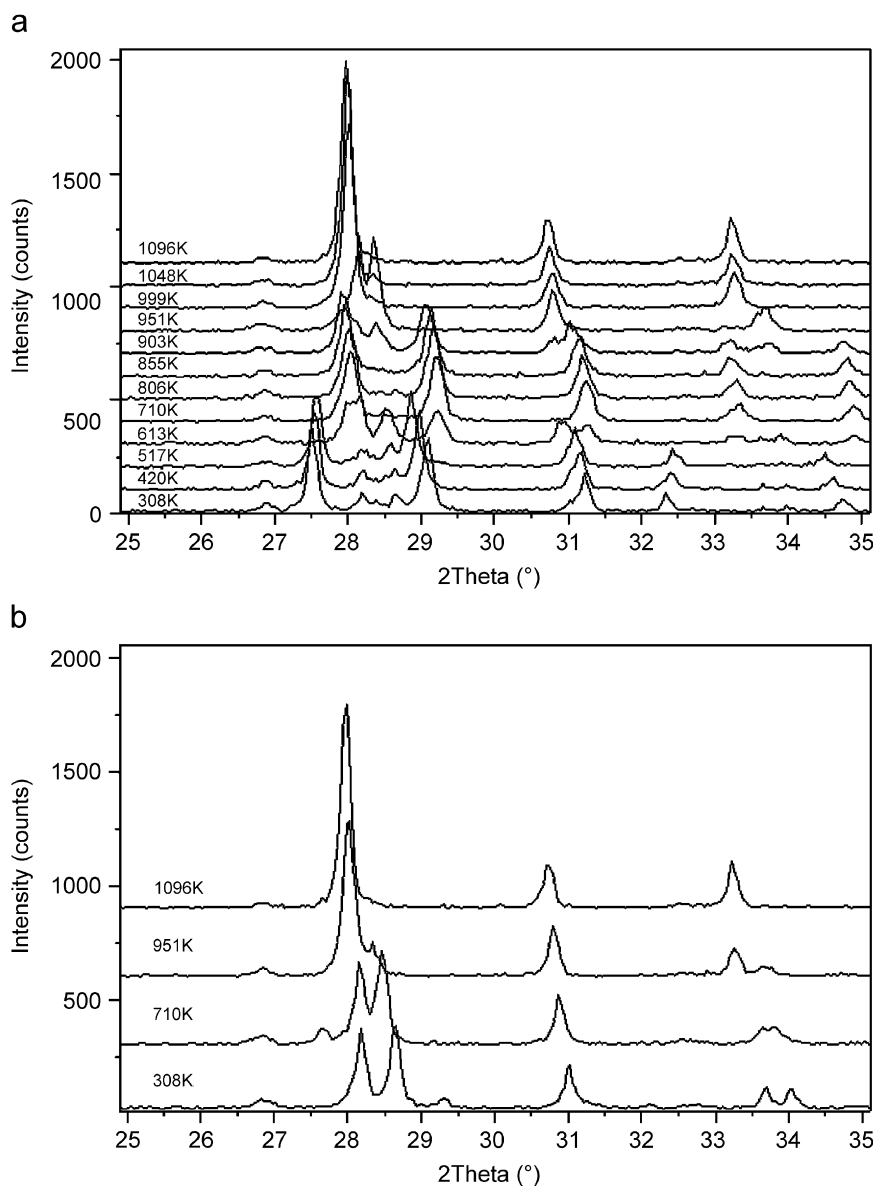 a
2000
1500
1000
500
0
Intensity (counts)
1096K
1048K
999K
951K
903K
855K
806K
710K
613K
517K
420K
308K
25 26 27 28 29 30 31 32 33 34 35
2Theta (°)
b
2000
1500
1000
500
Intensity (counts)
1096K
951K
710K
308K
25 26 27 28 29 30 31 32 33 34 35
2Theta (°)